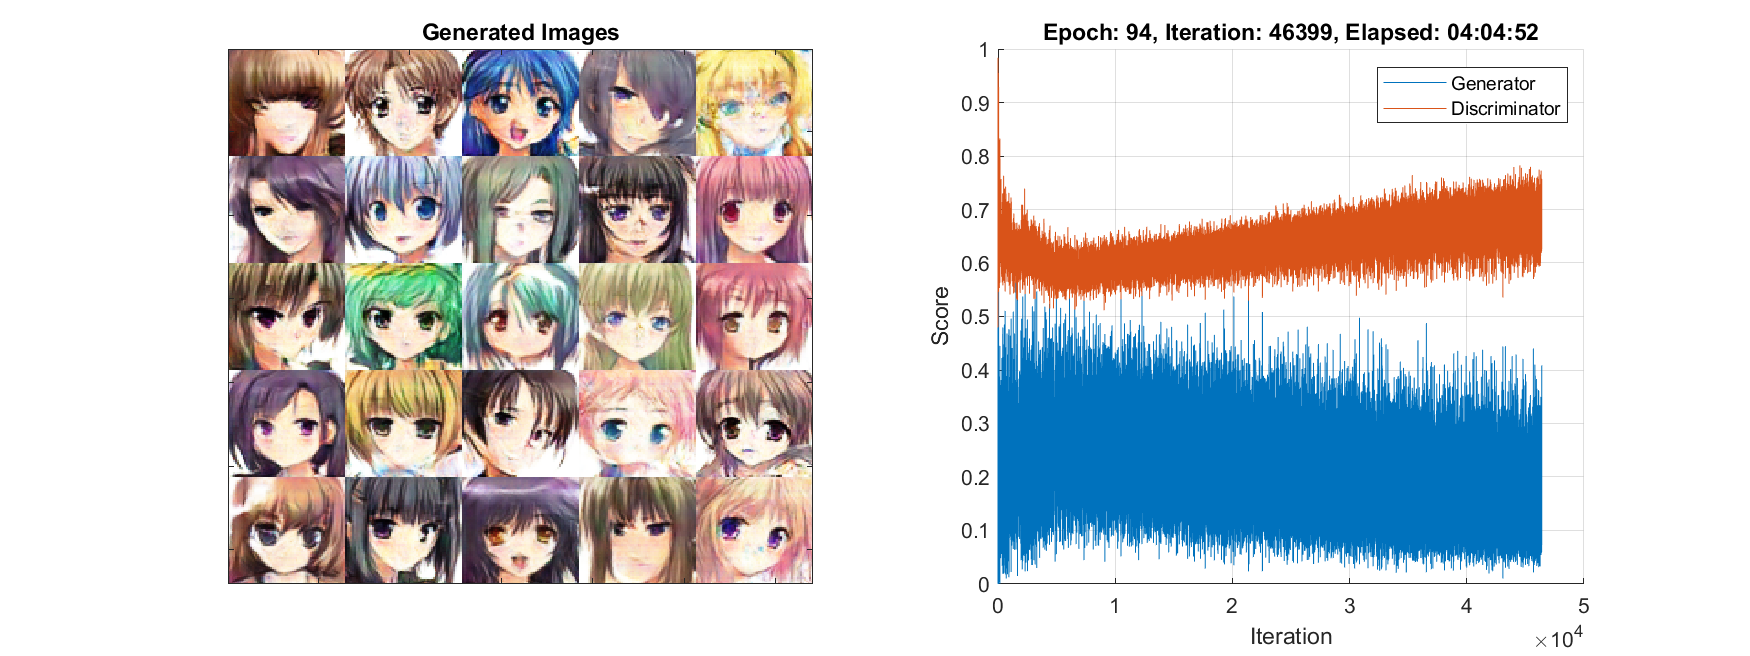 Generated Images
Epoch: 94, Iteration: 46399, Elapsed: 04:04:52
Generator
Discriminator
Score
1
0.9
0.8
0.7
0.6
0.5
0.4
0.3
0.2
0.1
0
0 1 2 3 4 5
Iteration
×10⁴